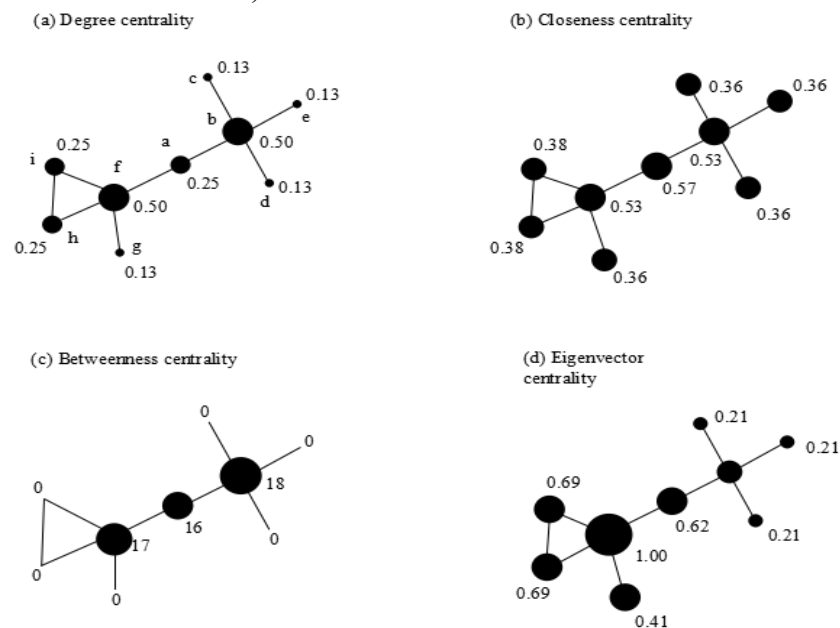 (a) Degree centrality
(b) Closeness centrality
c
0.13
0.13
e
b
0.50
a
0.25
d
0.13
0.25
i
f
0.50
h
0.25
g
0.13
0.36
0.36
0.53
0.36
0.57
0.38
0.53
0.38
0.36
(c) Betweenness centrality
(d) Eigenvector
centrality
0
0
18
0
16
0
17
0
0
0.21
0.21
0.21
0.62
0.69
1.00
0.69
0.41